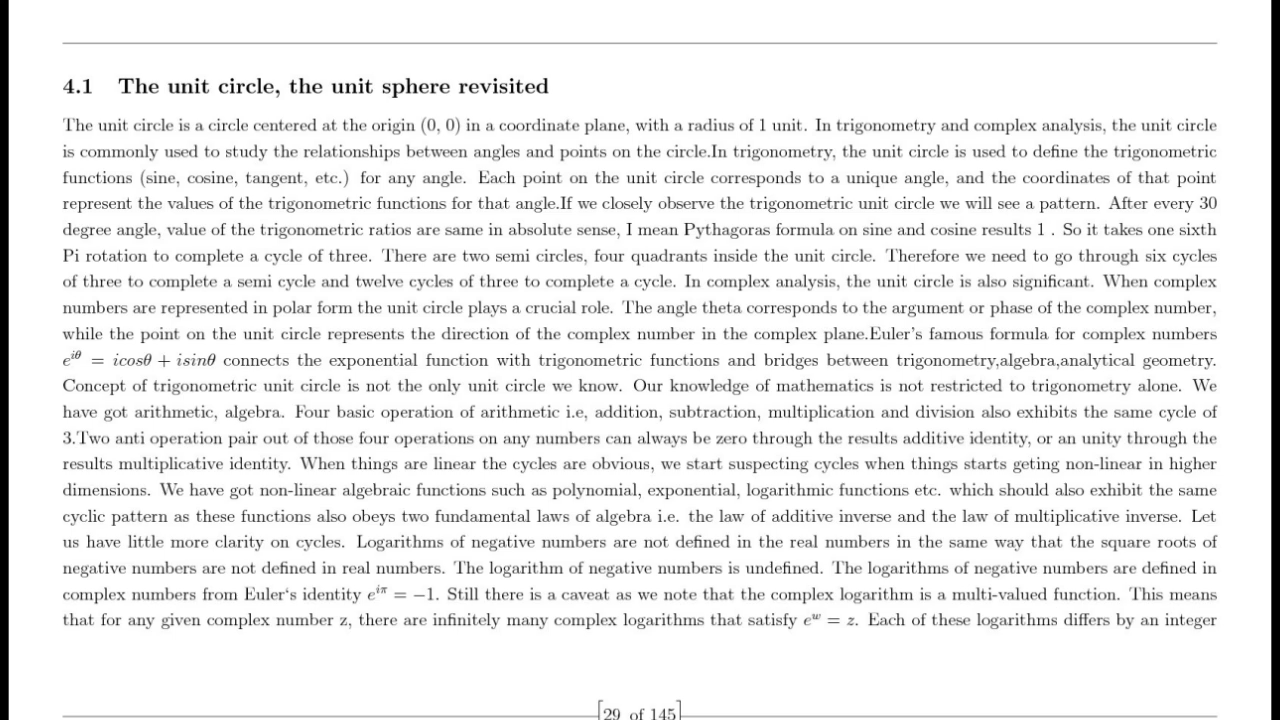 4.1 The unit circle, the unit sphere revisited
The unit circle is a circle centered at the origin (0, 0) in a coordinate plane, with a radius of 1 unit. In trigonometry and complex analysis, the unit circle
is commonly used to study the relationships between angles and points on the circle.In trigonometry, the unit circle is used to define the trigonometric
functions (sine, cosine, tangent, etc.) for any angle. Each point on the unit circle corresponds to a unique angle, and the coordinates of that point
represent the values of the trigonometric functions for that angle.If we closely observe the trigonometric unit circle we will see a pattern. After every 30
degree angle, value of the trigonometric ratios are same in absolute sense, I mean Pythagoras formula on sine and cosine results 1 . So it takes one sixth
Pi rotation to complete a cycle of three. There are two semi circles, four quadrants inside the unit circle. Therefore we need to go through six cycles
of three to complete a semi cycle and twelve cycles of three to complete a cycle. In complex analysis, the unit circle is also significant. When complex
numbers are represented in polar form the unit circle plays a crucial role. The angle theta corresponds to the argument or phase of the complex number,
while the point on the unit circle represents the direction of the complex number in the complex plane.Euler's famous formula for complex numbers
e^{iθ} = icosθ + isinθ connects the exponential function with trigonometric functions and bridges between trigonometry,algebra,analytical geometry.
Concept of trigonometric unit circle is not the only unit circle we know. Our knowledge of mathematics is not restricted to trigonometry alone. We
have got arithmetic, algebra. Four basic operation of arithmetic i.e, addition, subtraction, multiplication and division also exhibits the same cycle of
3.Two anti operation pair out of those four operations on any numbers can always be zero through the results additive identity, or an unity through the
results multiplicative identity. When things are linear the cycles are obvious, we start suspecting cycles when things starts geting non-linear in higher
dimensions. We have got non-linear algebraic functions such as polynomial, exponential, logarithmic functions etc. which should also exhibit the same
cyclic pattern as these functions also obeys two fundamental laws of algebra i.e. the law of additive inverse and the law of multiplicative inverse. Let
us have little more clarity on cycles. Logarithms of negative numbers are not defined in the real numbers in the same way that the square roots of
negative numbers are not defined in real numbers. The logarithm of negative numbers is undefined. The logarithms of negative numbers are defined in
complex numbers from Euler‘s identity e^{iπ} = −1. Still there is a caveat as we note that the complex logarithm is a multi-valued function. This means
that for any given complex number z, there are infinitely many complex logarithms that satisfy e^{w} = z. Each of these logarithms differs by an integer
[29 of 145]